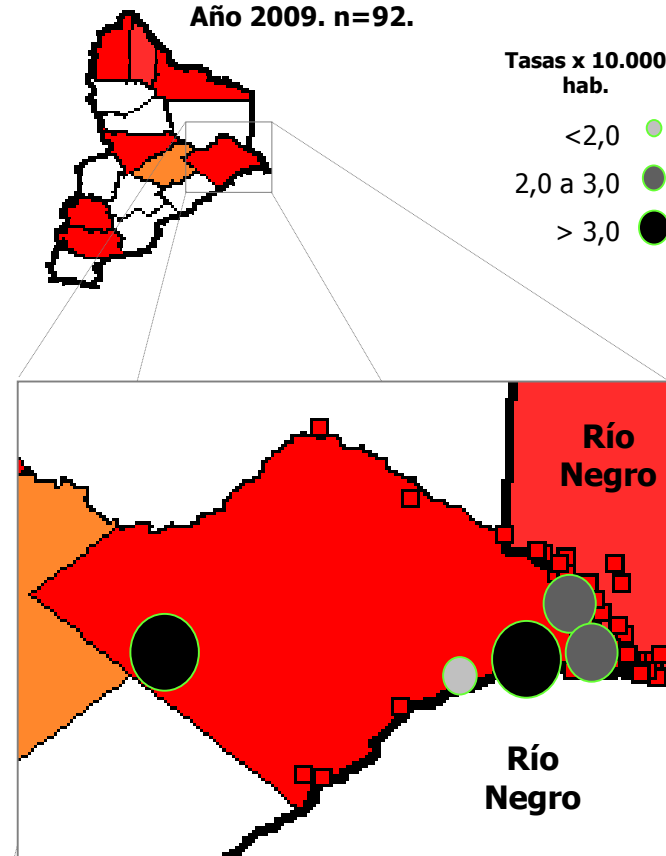 Año 2009. n=92.
Tasas x 10.000
hab.
<2,0
2,0 a 3,0
> 3,0
Río
Negro
Río
Negro